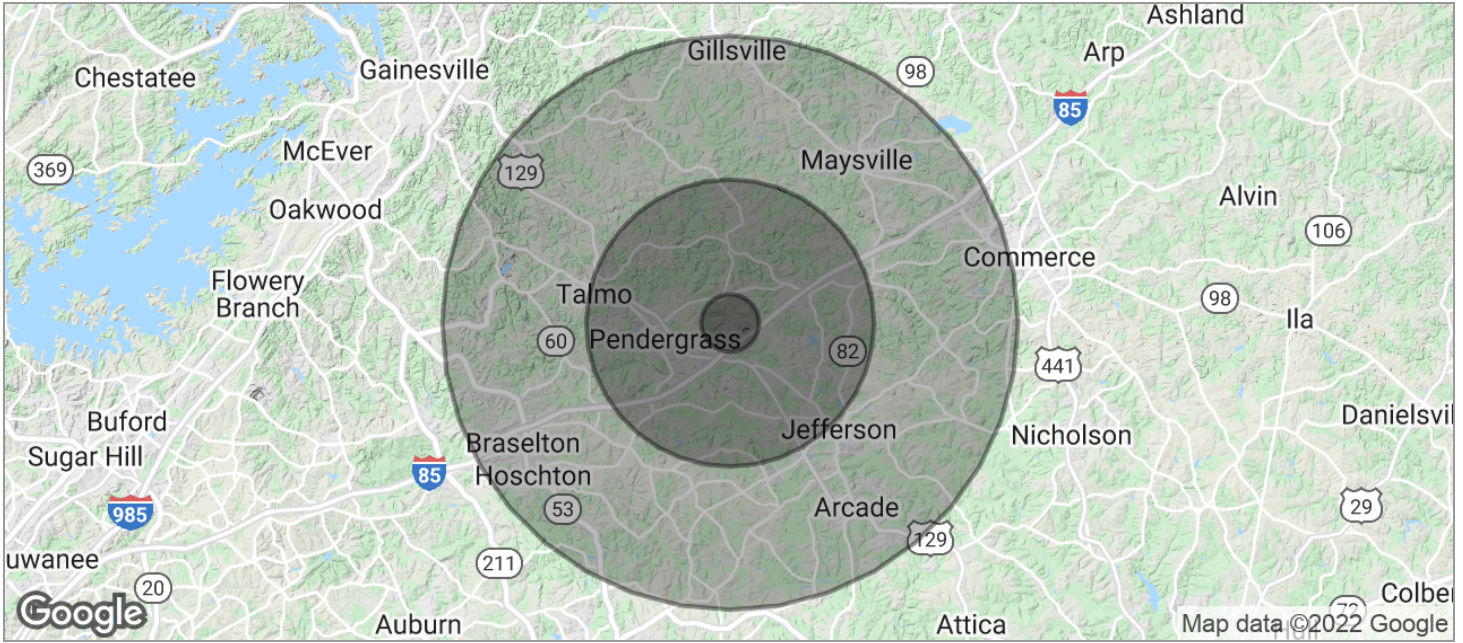 Ashland
Gillsville
Arp
Chestatee
Gainesville
98
85
McEver
Maysville
369
129
Alvin
Oakwood
106
Commerce
Flowery
Branch
Talmo
98
Ila
60
Pendergrass
82
441
Buford
Danielsvil
Jefferson
Nicholson
Braselton
Sugar Hill
85
Hoschton
985
53
Arcade
29
129
uwanee
211
20
Colber
72
Google
Auburn
Attica
Map data ©2022 Google